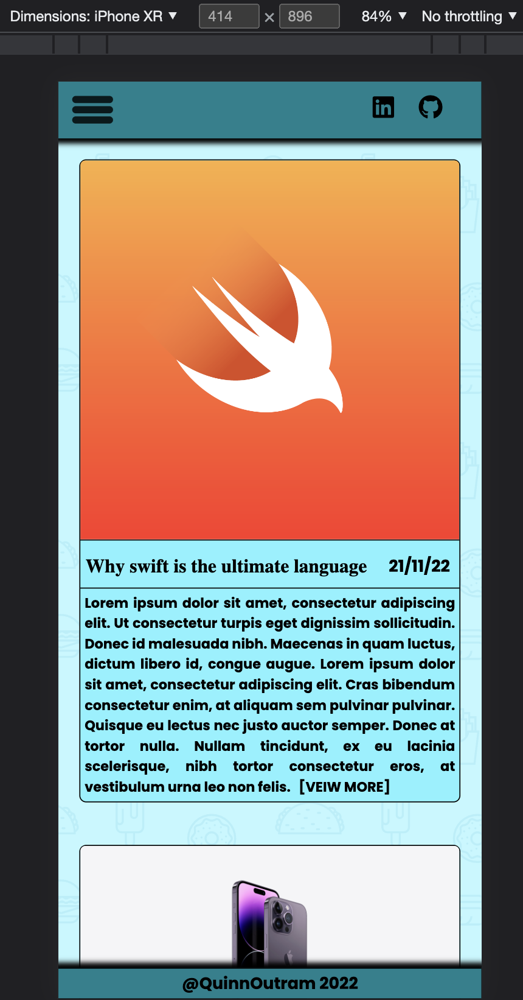 Dimensions: iPhone XR ▼ 414 × 896 84% ▼ No throttling ▼
in
Why swift is the ultimate language 21/11/22
Lorem ipsum dolor sit amet, consectetur adipiscing
elit. Ut consectetur turpis eget dignissim sollicitudin.
Donec id malesuada nibh. Maecenas in quam luctus,
dictum libero id, congue augue. Lorem ipsum dolor
sit amet, consectetur adipiscing elit. Cras bibendum
consectetur enim, at aliquam sem pulvinar pulvinar.
Quisque eu lectus nec justo auctor semper. Donec at
tortor nulla. Nullam tincidunt, ex eu lacinia
scelerisque, nibh tortor consectetur eros, at
vestibulum urna leo non felis. [VEIW MORE]
@QuinnOutram 2022